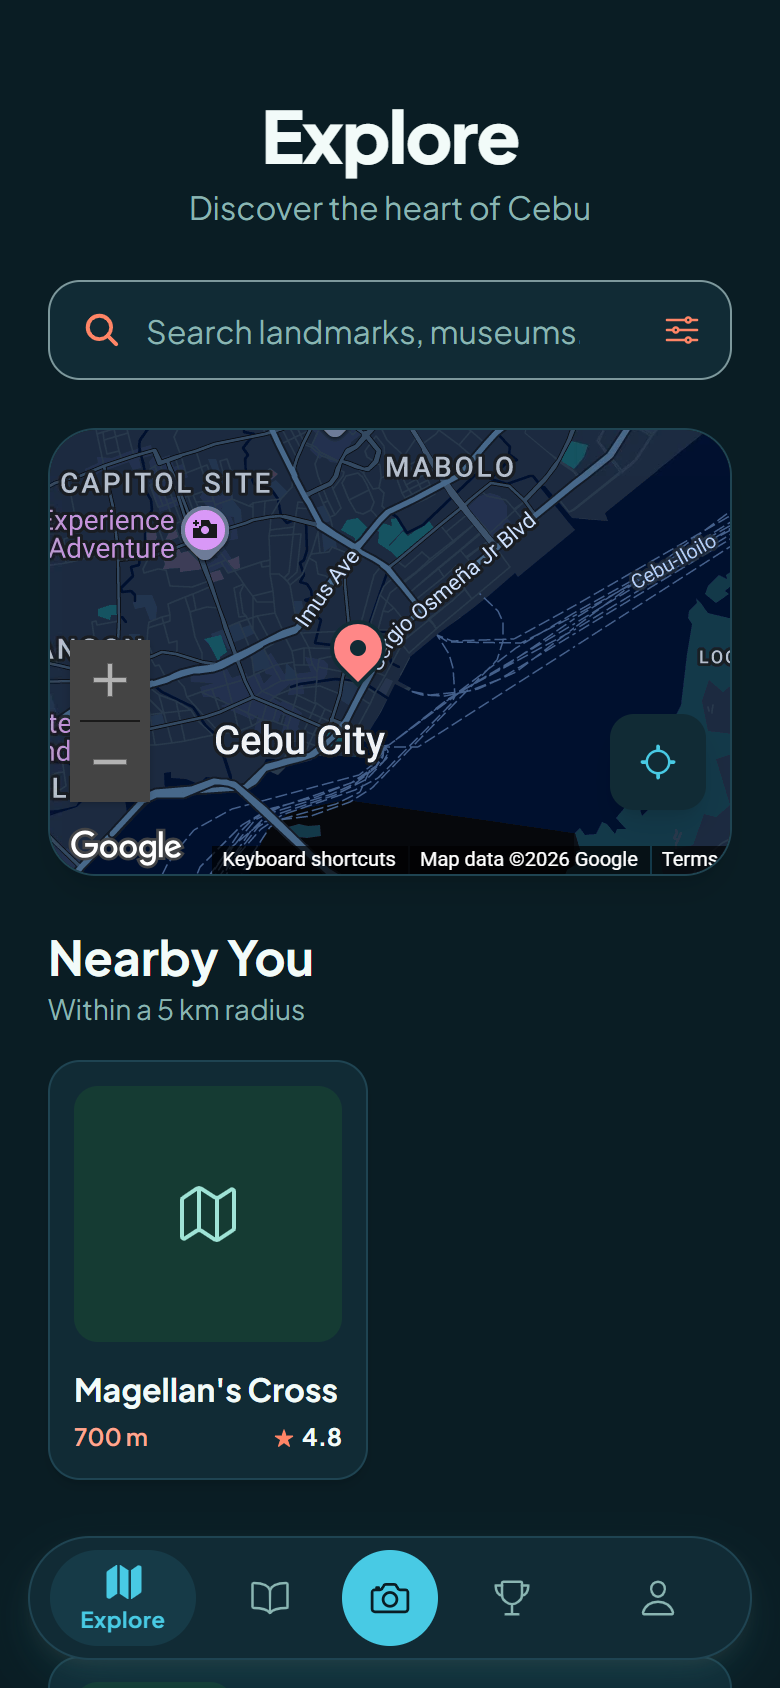 Explore
Discover the heart of Cebu
Search landmarks, museums.
MABOLO
CAPITOL SITE
Experience
Adventure
Imus Ave
Sergio Osmeña Jr Blvd
Cebu-Iloilo
Cebu City
Google
Keyboard shortcuts
Map data ©2026 Google
Terms
Nearby You
Within a 5 km radius
Magellan's Cross
700 m
★ 4.8
Explore